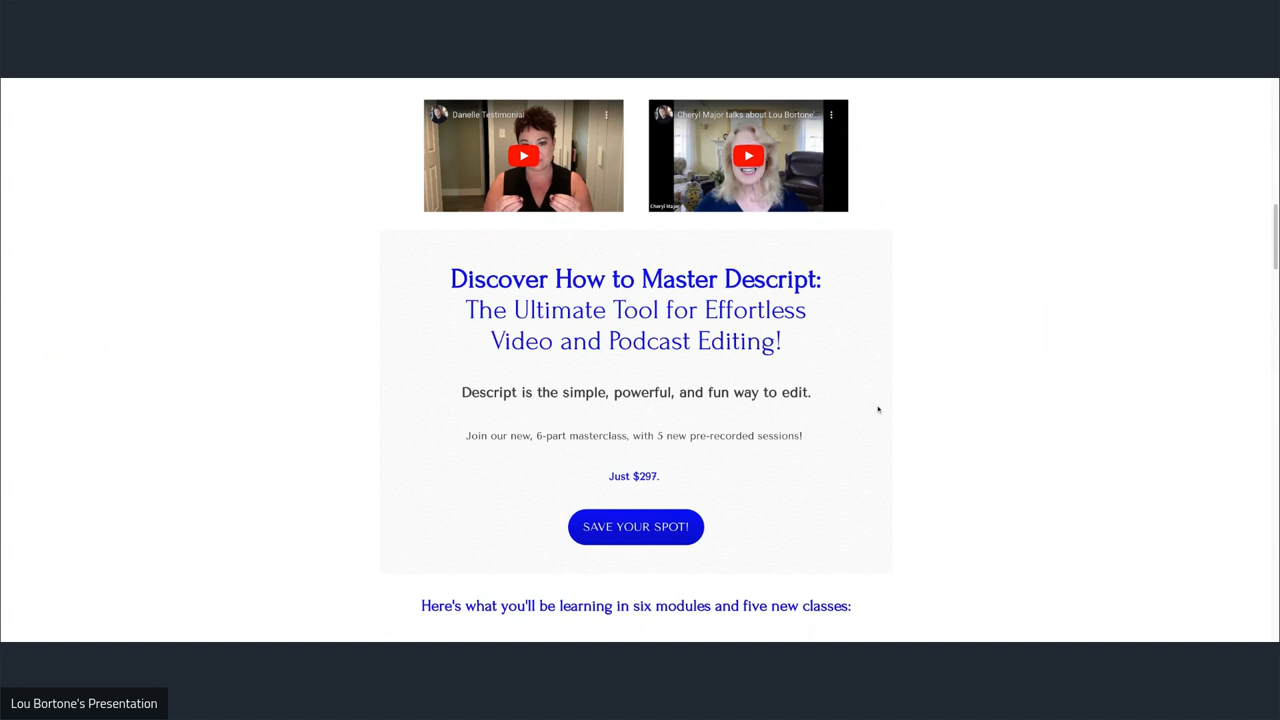 Danelle Testimonial
Cheryl Major talks about Lou Bortone'...
Cheryl Major
Discover How to Master Descript:
The Ultimate Tool for Effortless
Video and Podcast Editing!
Descript is the simple, powerful, and fun way to edit.
Join our new, 6-part masterclass, with 5 new pre-recorded sessions!
Just $297.
SAVE YOUR SPOT!
Here's what you'll be learning in six modules and five new classes:
Lou Bortone's Presentation